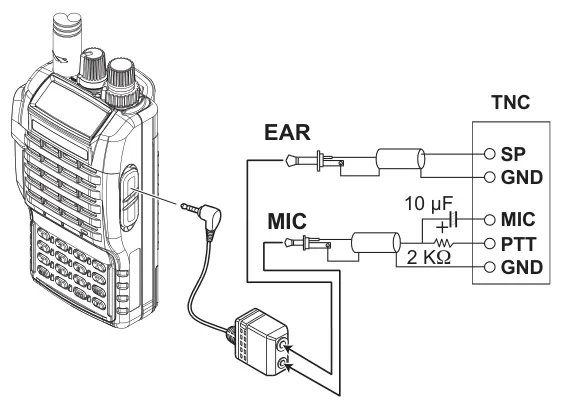 TNC
EAR
SP
GND
10 µF
MIC
MIC
+
PTT
2 KΩ
GND